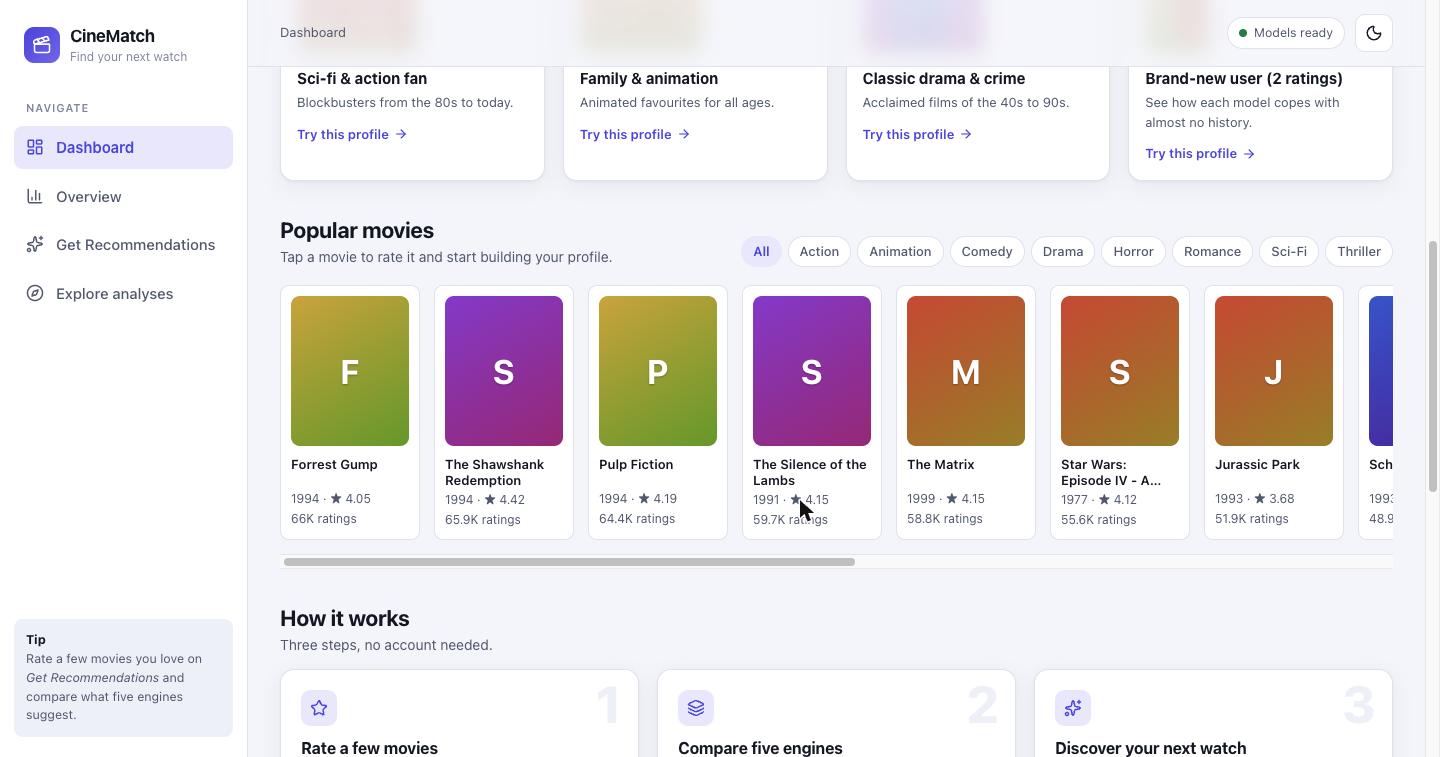 CineMatch
Find your next watch
NAVIGATE
Dashboard
Overview
Get Recommendations
Explore analyses
Tip
Rate a few movies you love on
Get Recommendations and
compare what five engines
suggest.
Dashboard
Models ready
Sci-fi & action fan
Blockbusters from the 80s to today.
Try this profile
Family & animation
Animated favourites for all ages.
Try this profile
Classic drama & crime
Acclaimed films of the 40s to 90s.
Try this profile
Brand-new user (2 ratings)
See how each model copes with
almost no history.
Try this profile
Popular movies
Tap a movie to rate it and start building your profile.
All
Action
Animation
Comedy
Drama
Horror
Romance
Sci-Fi
Thriller
F
Forrest Gump
1994 · ★ 4.05
66K ratings
S
The Shawshank
Redemption
1994 · ★ 4.42
65.9K ratings
P
Pulp Fiction
1994 · ★ 4.19
64.4K ratings
S
The Silence of the
Lambs
1991 · ★ 4.15
59.7K ratings
M
The Matrix
1999 · ★ 4.15
58.8K ratings
S
Star Wars:
Episode IV - A...
1977 · ★ 4.12
55.6K ratings
J
Jurassic Park
1993 · ★ 3.68
51.9K ratings
Sch
1993
48.9
How it works
Three steps, no account needed.
1
Rate a few movies
2
Compare five engines
3
Discover your next watch